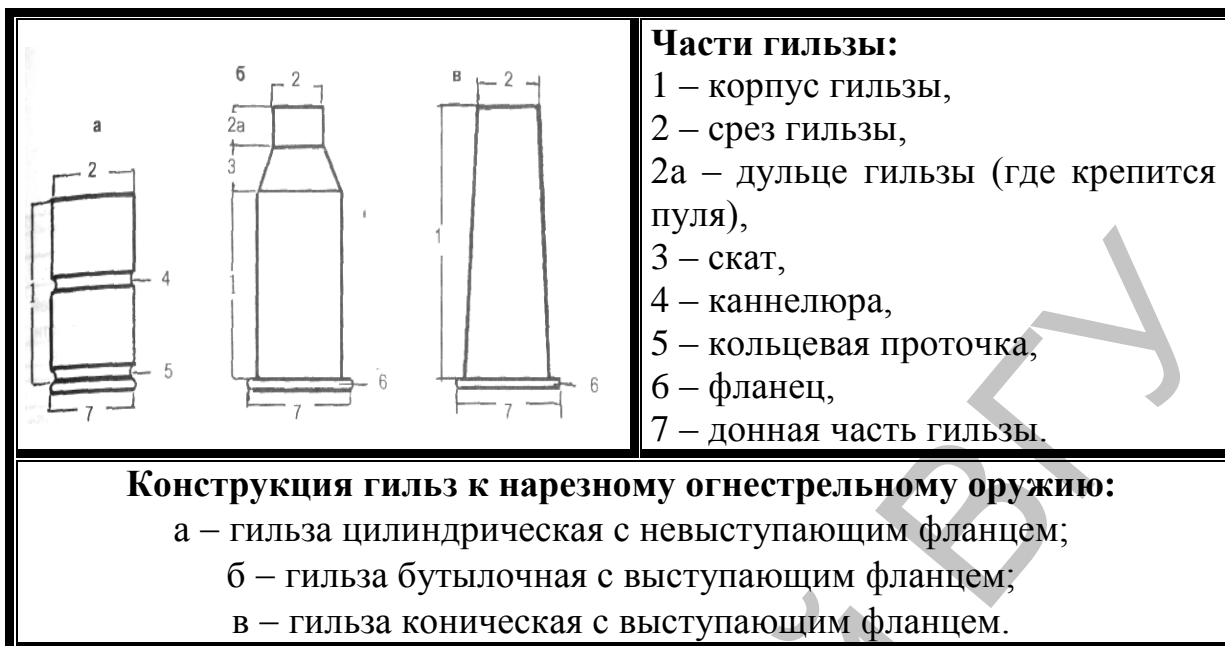 а
2
1
4
5
7
б
2
2а
3
1
6
7
в
2
1
6
7
Части гильзы:
1 – корпус гильзы,
2 – срез гильзы,
2а – дульце гильзы (где крепится
пуля),
3 – скат,
4 – каннелюра,
5 – кольцевая проточка,
6 – фланец,
7 – донная часть гильзы.
Конструкция гильз к нарезному огнестрельному оружию:
а – гильза цилиндрическая с невыступающим фланцем;
б – гильза бутылочная с выступающим фланцем;
в – гильза коническая с выступающим фланцем.
й ВГУ